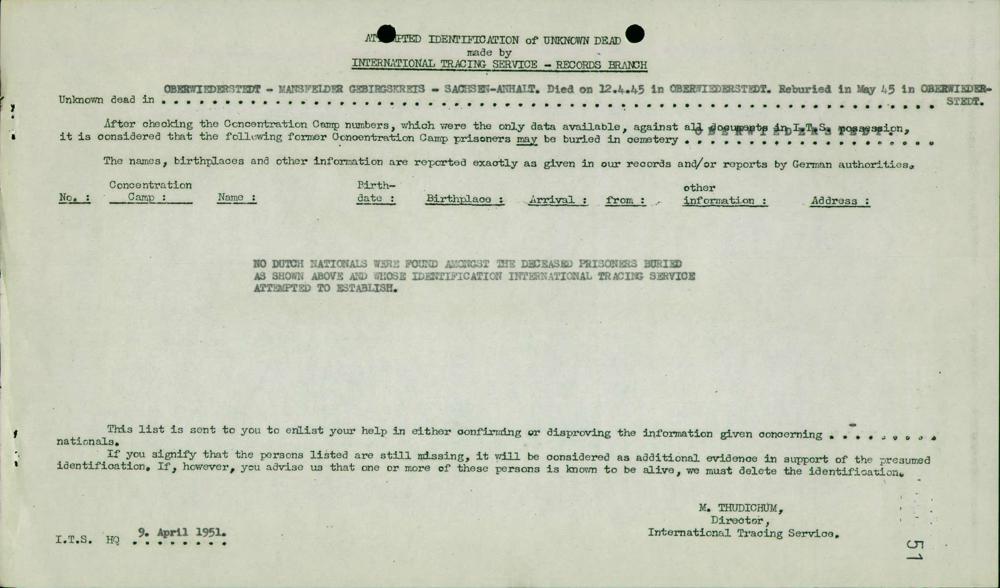 ATTEMPTED IDENTIFICATION of UNKNOWN DEAD
made by
INTERNATIONAL TRACING SERVICE - RECORDS BRANCH
OBERWIEDERSTEDT - MANSFELDER GEBIRGSKREIS - SACHSEN-ANHALT. Died on 12.4.45 in OBERWIEDERSTEDT. Reburied in May 45 in OBERWIEDER-
Unknown dead in . . . . . . . . . . . . . . . . . . . . STEDT.
After checking the Concentration Camp numbers, which were the only data available, against all documents in I.T.S. possession,
it is considered that the following former Concentration Camp prisoners may be buried in cemetery OBERWIEDERSTEDT
The names, birthplaces and other information are reported exactly as given in our records and/or reports by German authorities.
No. : Concentration Camp : Name : Birth-date : Birthplace : Arrival : from : other information : Address :
NO DUTCH NATIONALS WERE FOUND AMONGST THE DECEASED PRISONERS BURIED
AS SHOWN ABOVE AND WHOSE IDENTIFICATION INTERNATIONAL TRACING SERVICE
ATTEMPTED TO ESTABLISH.
This list is sent to you to enlist your help in either confirming or disproving the information given concerning . . . . . . . .
nationals.
If you signify that the persons listed are still missing, it will be considered as additional evidence in support of the presumed
identification. If, however, you advise us that one or more of these persons is known to be alive, we must delete the identification.
M. THUDICHUM,
Director,
International Tracing Service.
I.T.S. HQ 9. April 1951.
51